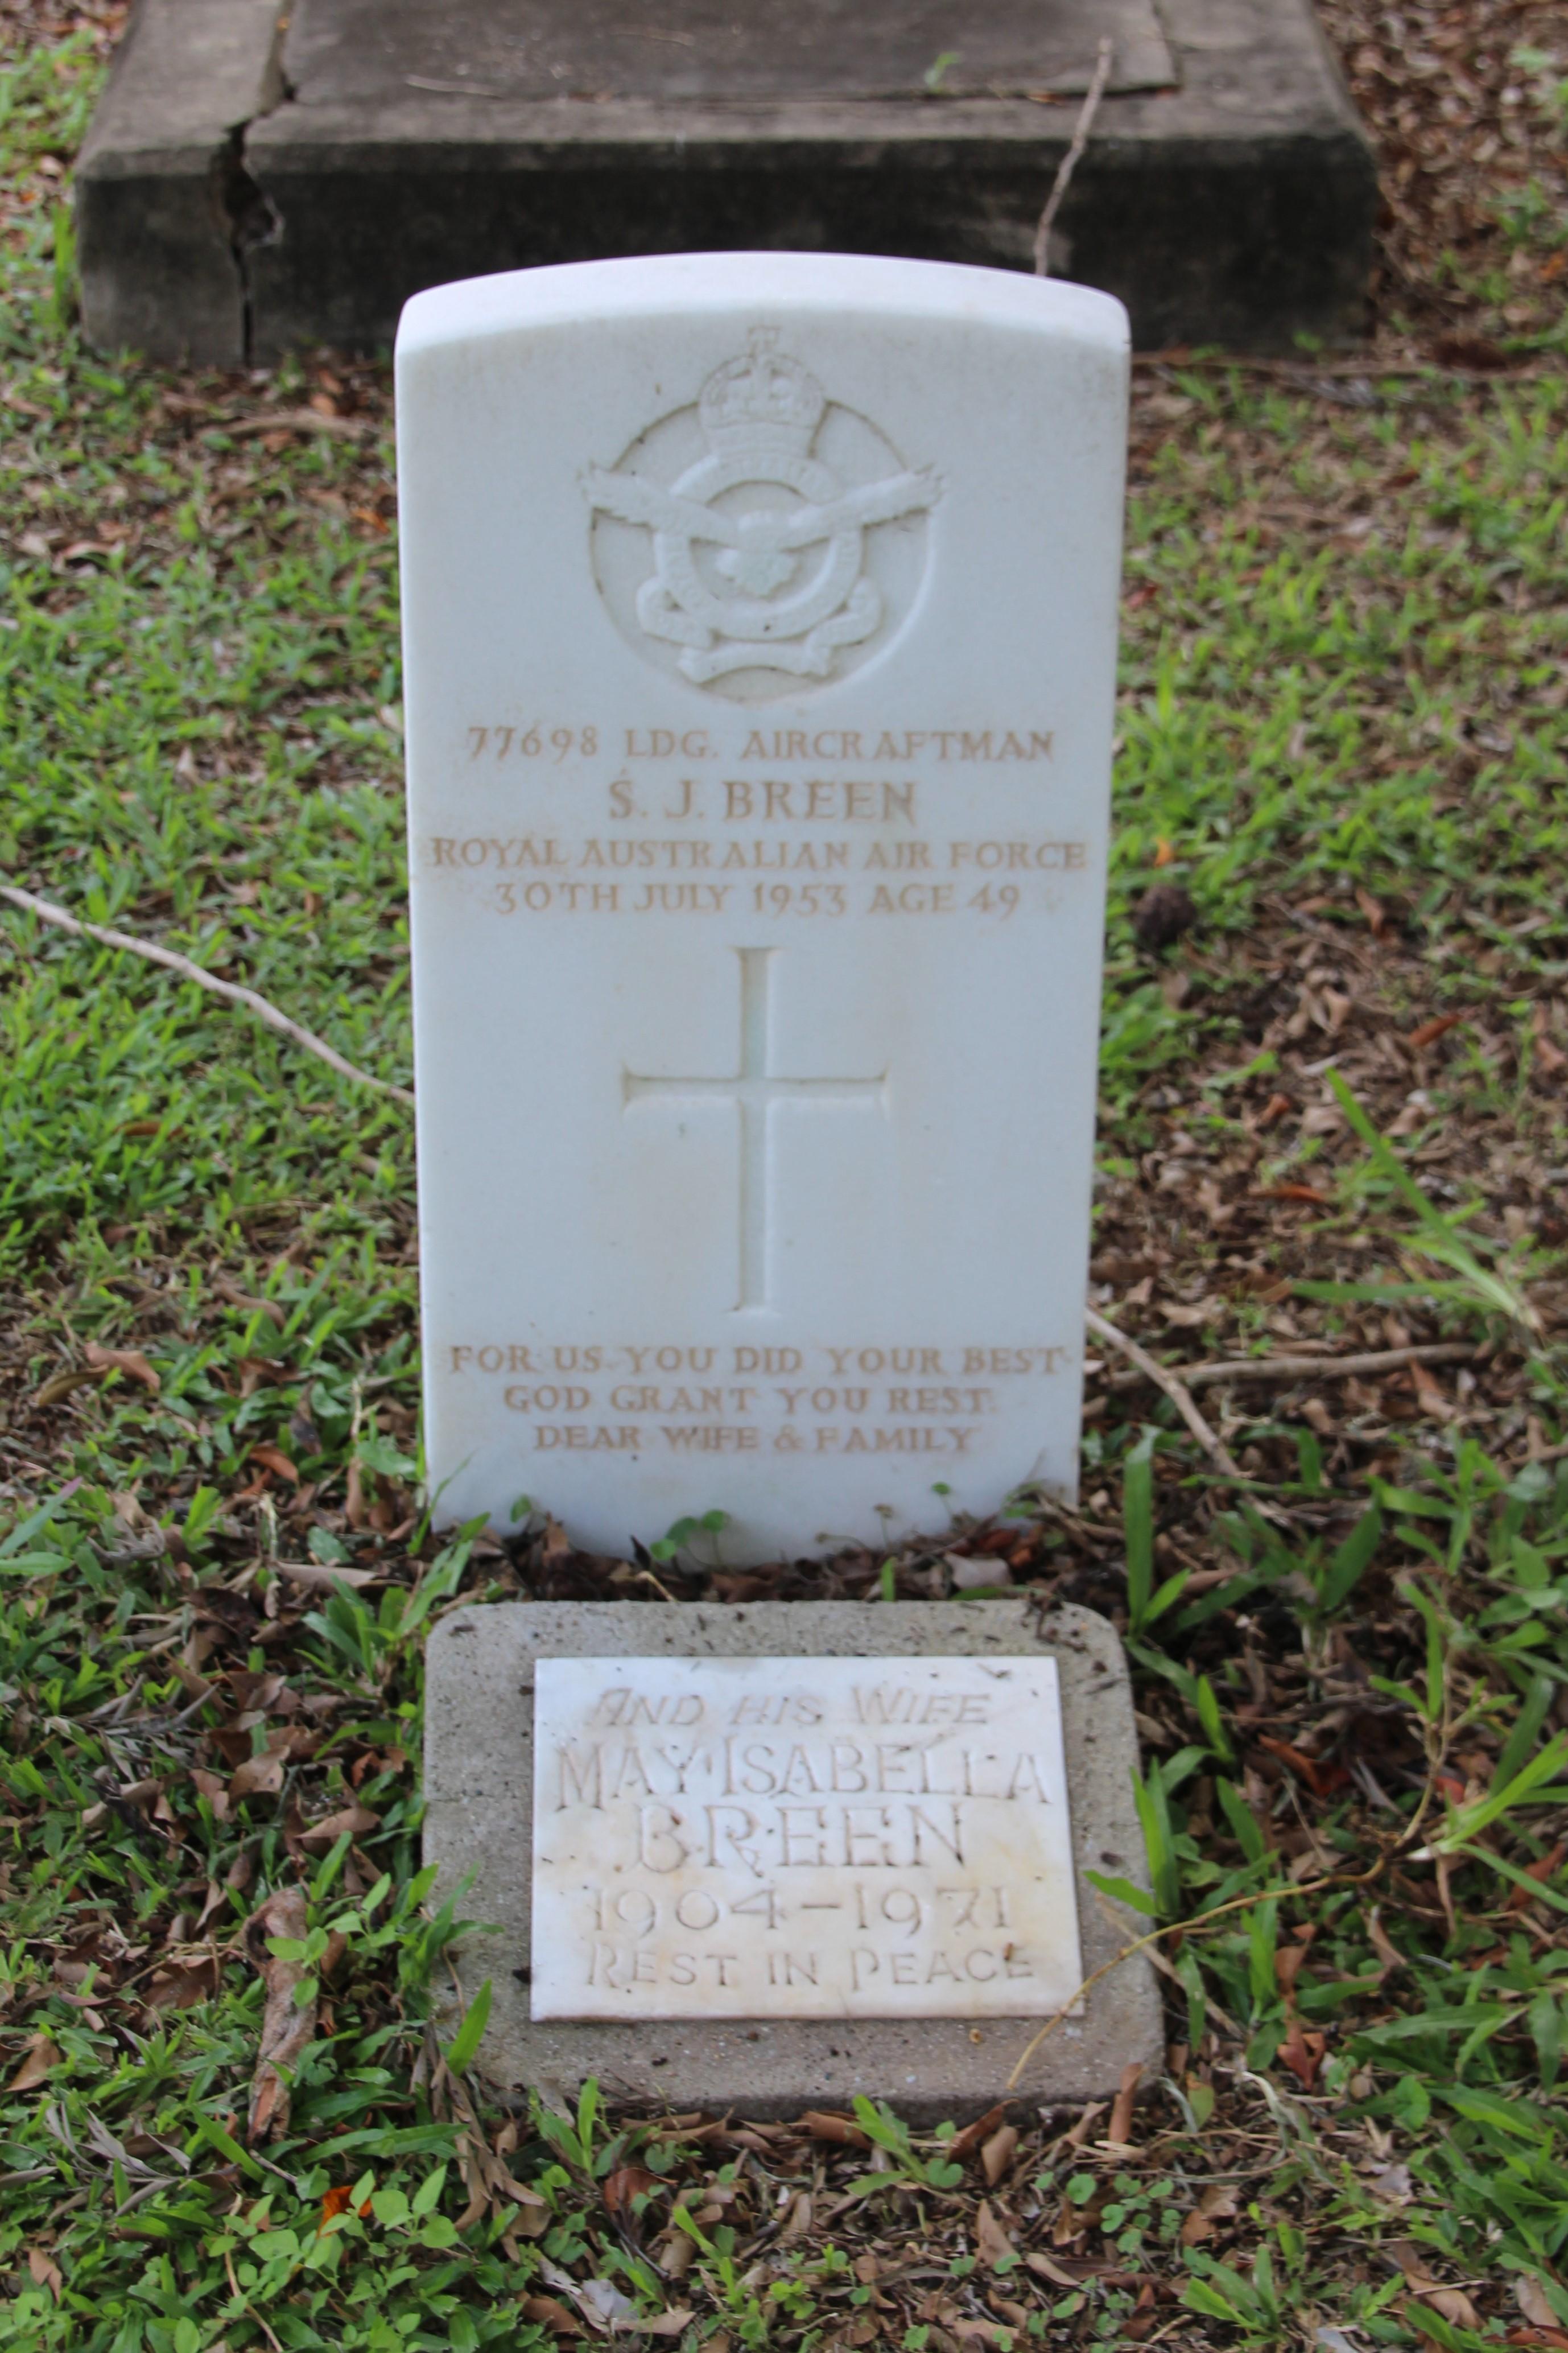 77698 LDG. AIRCRAFTMAN
S. J. BREEN
ROYAL AUSTRALIAN AIR FORCE
30TH JULY 1953 AGE 49
FOR US YOU DID YOUR BEST
GOD GRANT YOU REST.
DEAR WIFE & FAMILY
AND HIS WIFE
MAY ISABELLA
BREEN
1904-1971
REST IN PEACE